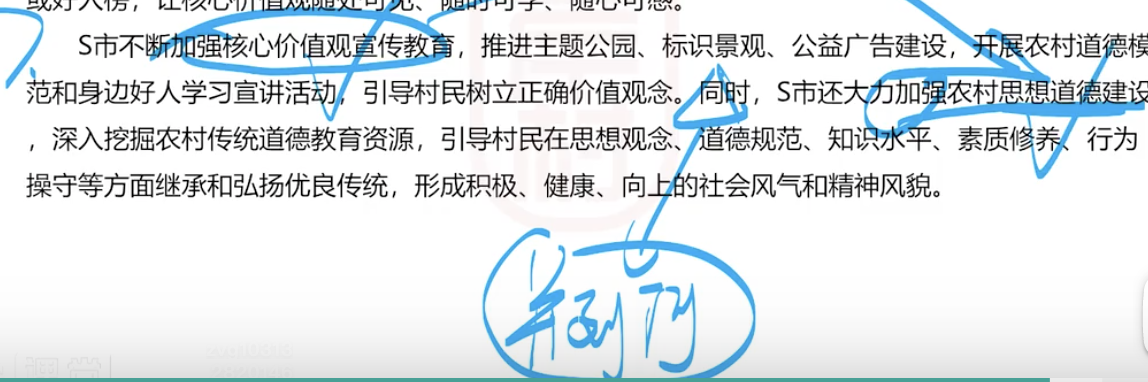 或好人榜，让核心价值观随处可见、随时可学、随心可感。
S市不断加强核心价值观宣传教育，推进主题公园、标识景观、公益广告建设，开展农村道德模
范和身边好人学习宣讲活动，引导村民树立正确价值观念。同时，S市还大力加强农村思想道德建设
，深入挖掘农村传统道德教育资源，引导村民在思想观念、道德规范、知识水平、素质修养、行为
操守等方面继承和弘扬优良传统，形成积极、健康、向上的社会风气和精神风貌。
并列
课堂